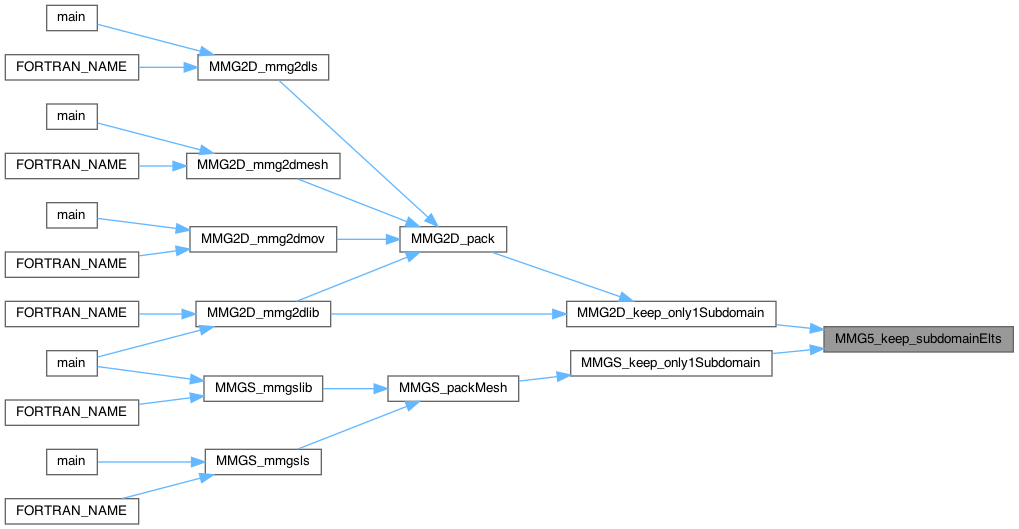 main
FORTRAN_NAME
MMG2D_mmg2dls
main
FORTRAN_NAME
MMG2D_mmg2dmesh
main
FORTRAN_NAME
MMG2D_mmg2dmov
MMG2D_pack
FORTRAN_NAME
MMG2D_mmg2dlib
MMG2D_keep_only1Subdomain
MMG5_keep_subdomainElts
main
FORTRAN_NAME
MMGS_mmgslib
MMGS_packMesh
MMGS_keep_only1Subdomain
main
FORTRAN_NAME
MMGS_mmgsls